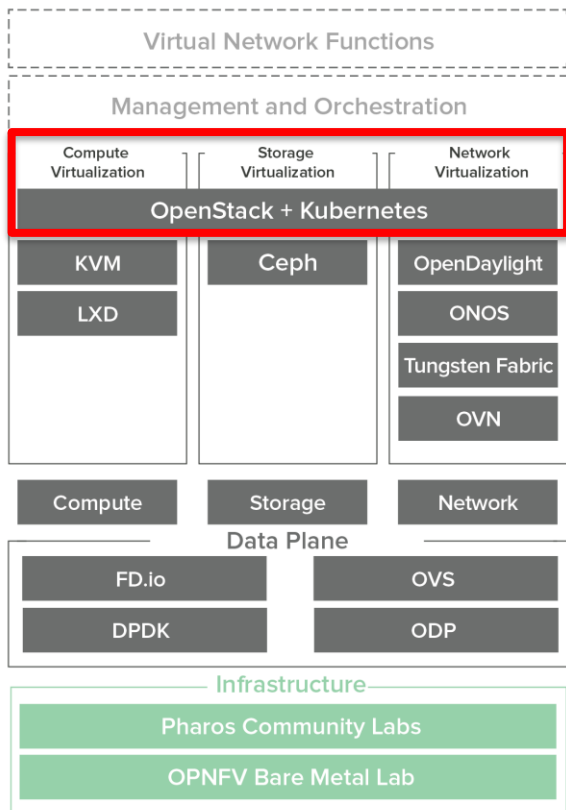 Virtual Network Functions
Management and Orchestration
Compute
Virtualization
Storage
Virtualization
Network
Virtualization
OpenStack + Kubernetes
KVM
Ceph
OpenDaylight
LXD
ONOS
Tungsten Fabric
OVN
Compute
Storage
Network
Data Plane
FD.io
OVS
DPDK
ODP
Infrastructure
Pharos Community Labs
OPNFV Bare Metal Lab